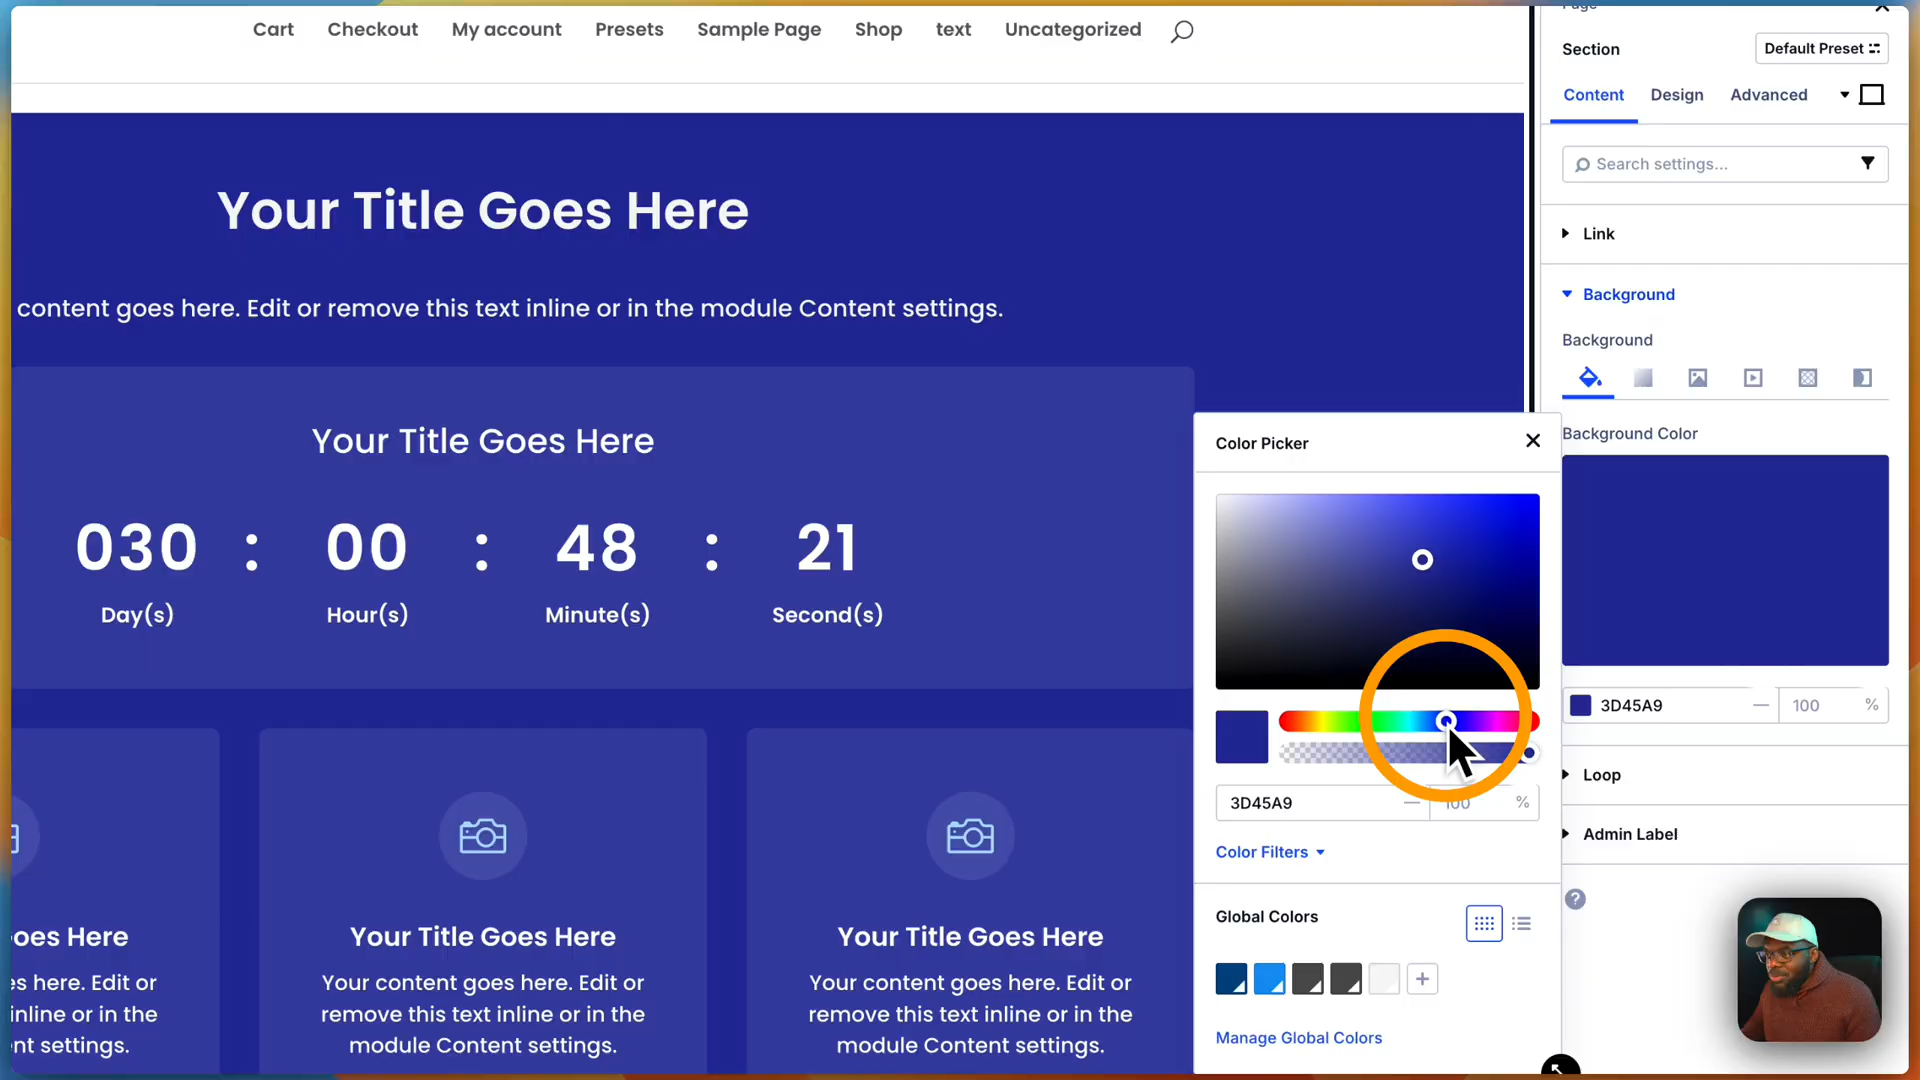 Cart Checkout My account Presets Sample Page Shop text Uncategorized
Your Title Goes Here
content goes here. Edit or remove this text inline or in the module Content settings.
Your Title Goes Here
030 : 00 : 48 : 21
Day(s) Hour(s) Minute(s) Second(s)
oes Here
es here. Edit or
inline or in the
nt settings.
Your Title Goes Here
Your content goes here. Edit or
remove this text inline or in the
module Content settings.
Your Title Goes Here
Your content goes here. Edit or
remove this text inline or in the
module Content settings.
Color Picker
3D45A9 100 %
Color Filters
Global Colors
Manage Global Colors
Page
Section
Default Preset
Content Design Advanced
Search settings...
Link
Background
Background
Background Color
3D45A9 100 %
Loop
Admin Label
?